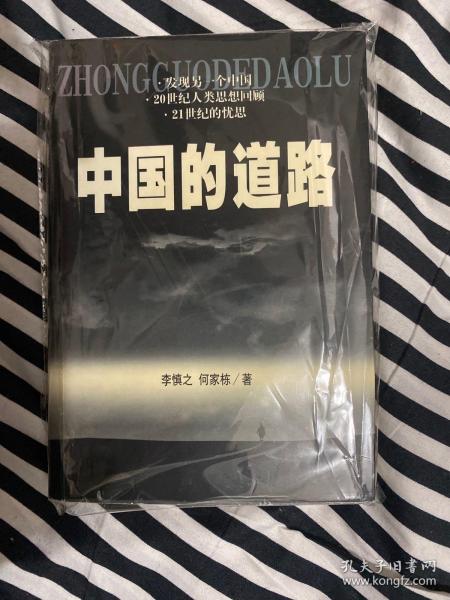 ZHONGGUODEDAOLU
·发现另一个中国
·20世纪人类思想回顾
·21世纪的忧思
中国的道路
李慎之 何家栋/著
孔夫子旧书网
www.kongfz.com